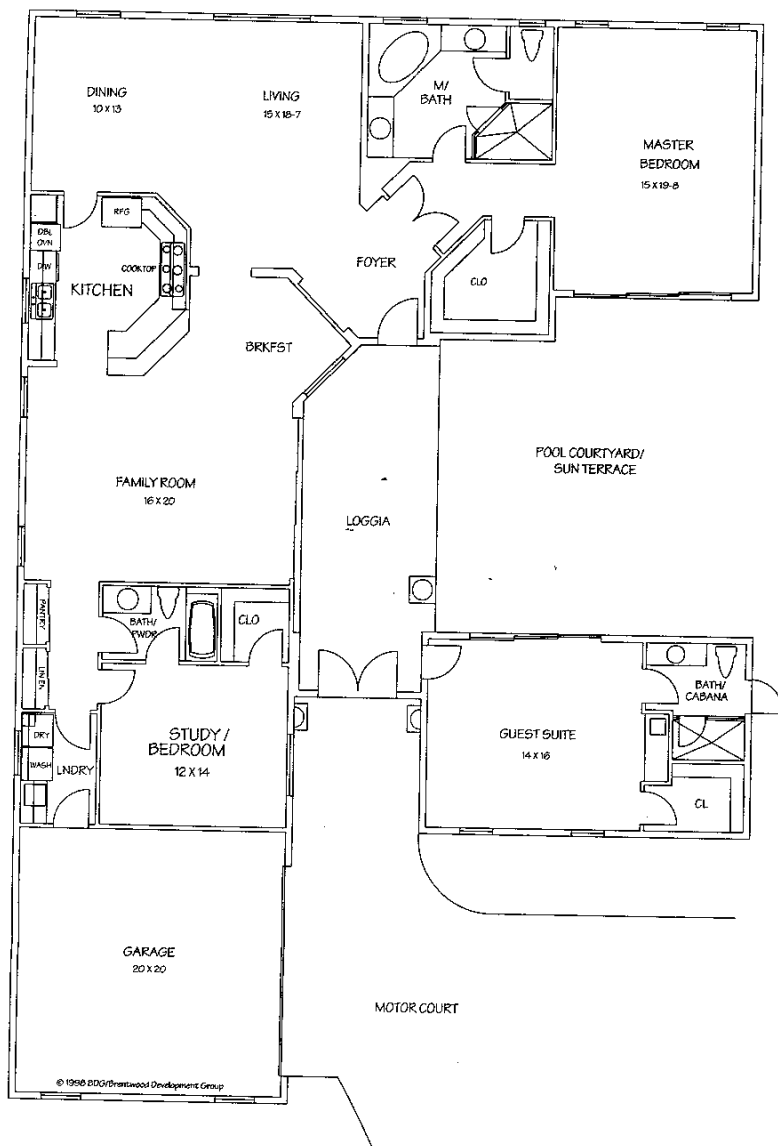 DINING
10 X 13
LIVING
15 X 18-7
M/
BATH
MASTER
BEDROOM
15 X 19-8
RFG
DBL
OVN
D/W
COOKTOP
KITCHEN
FOYER
CLO
BRKFST
FAMILY ROOM
16 X 20
LOGGIA
POOL COURTYARD/
SUN TERRACE
PANTRY
LINEN
BATH/
PWDR
CLO
STUDY /
BEDROOM
12 X 14
DRY
WASH
LNDRY
GUEST SUITE
14 X 16
BATH/
CABANA
CL
GARAGE
20 X 20
MOTOR COURT
© 1998 BDG/Brentwood Development Group